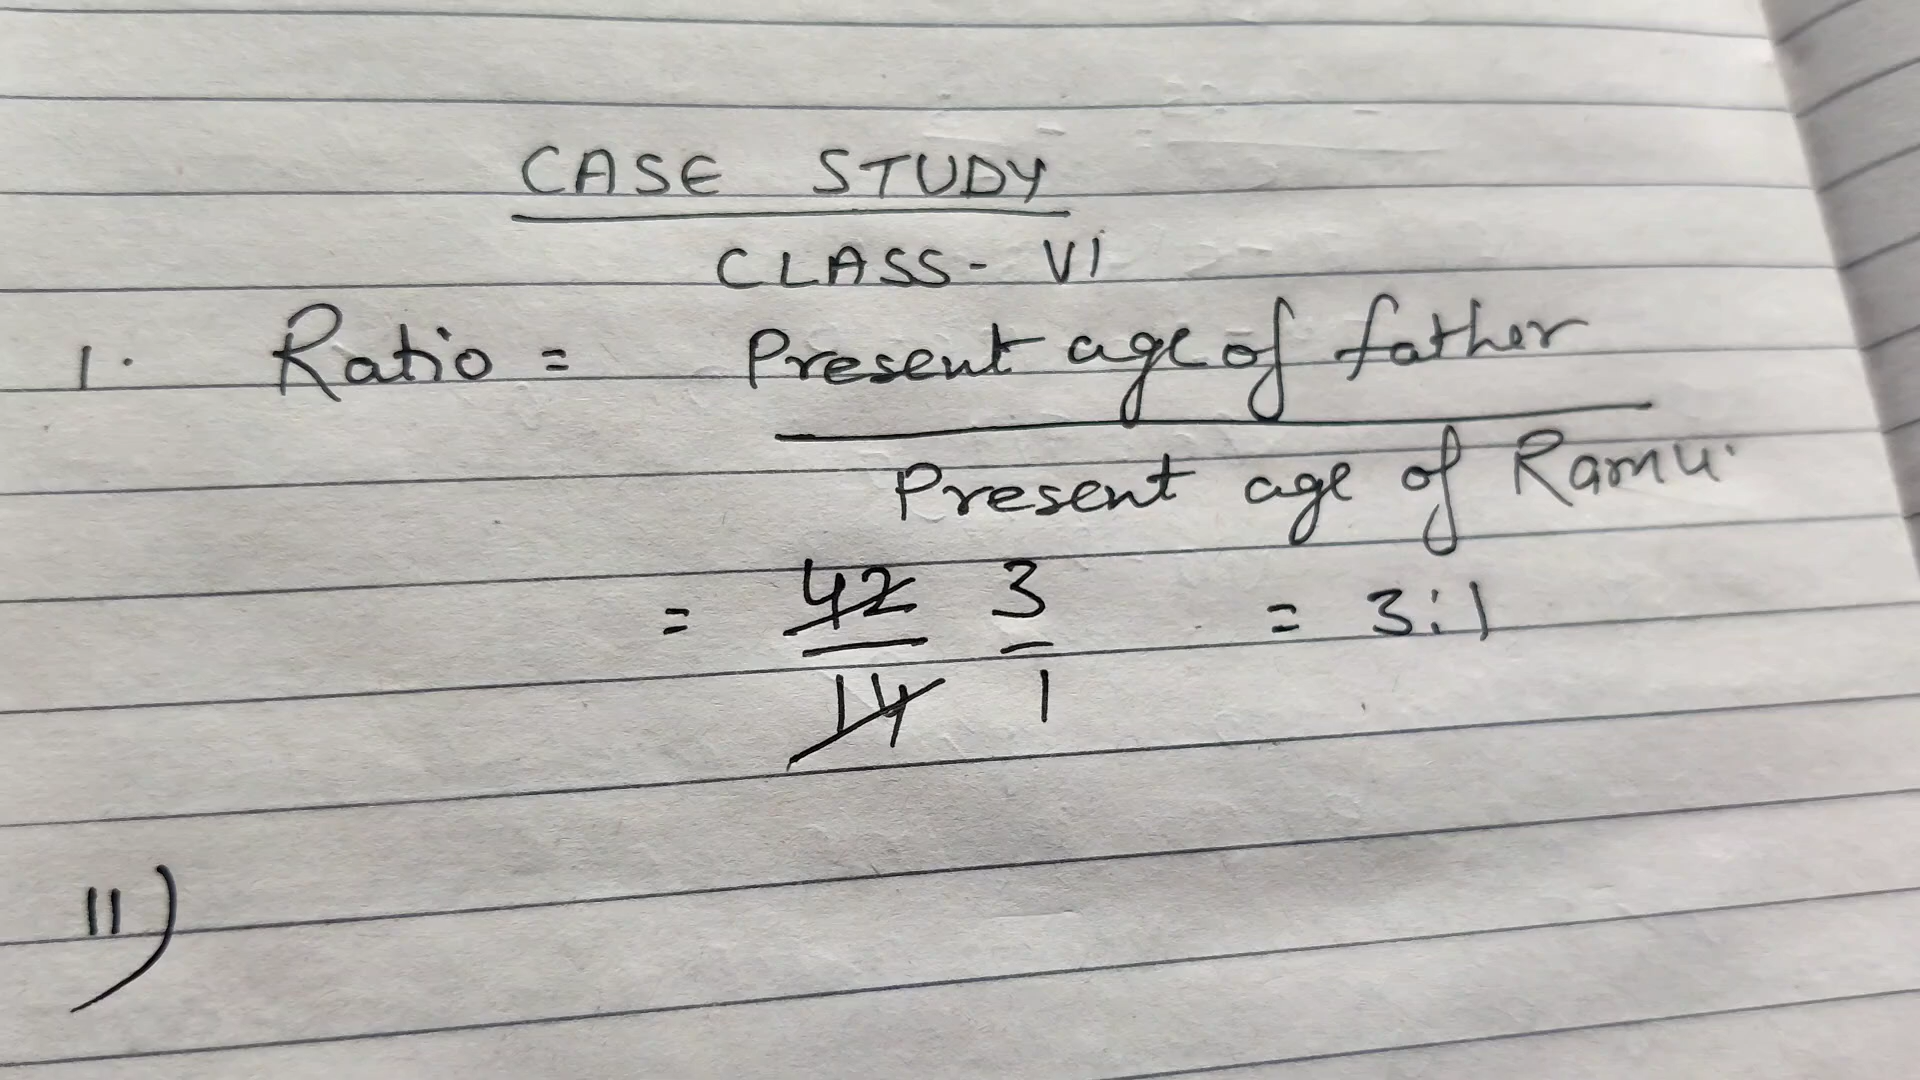 CASE STUDY
CLASS - VI
1. Ratio = Present age of father
Present age of Ramu.
= 42 3 = 3:1
14 1
II)